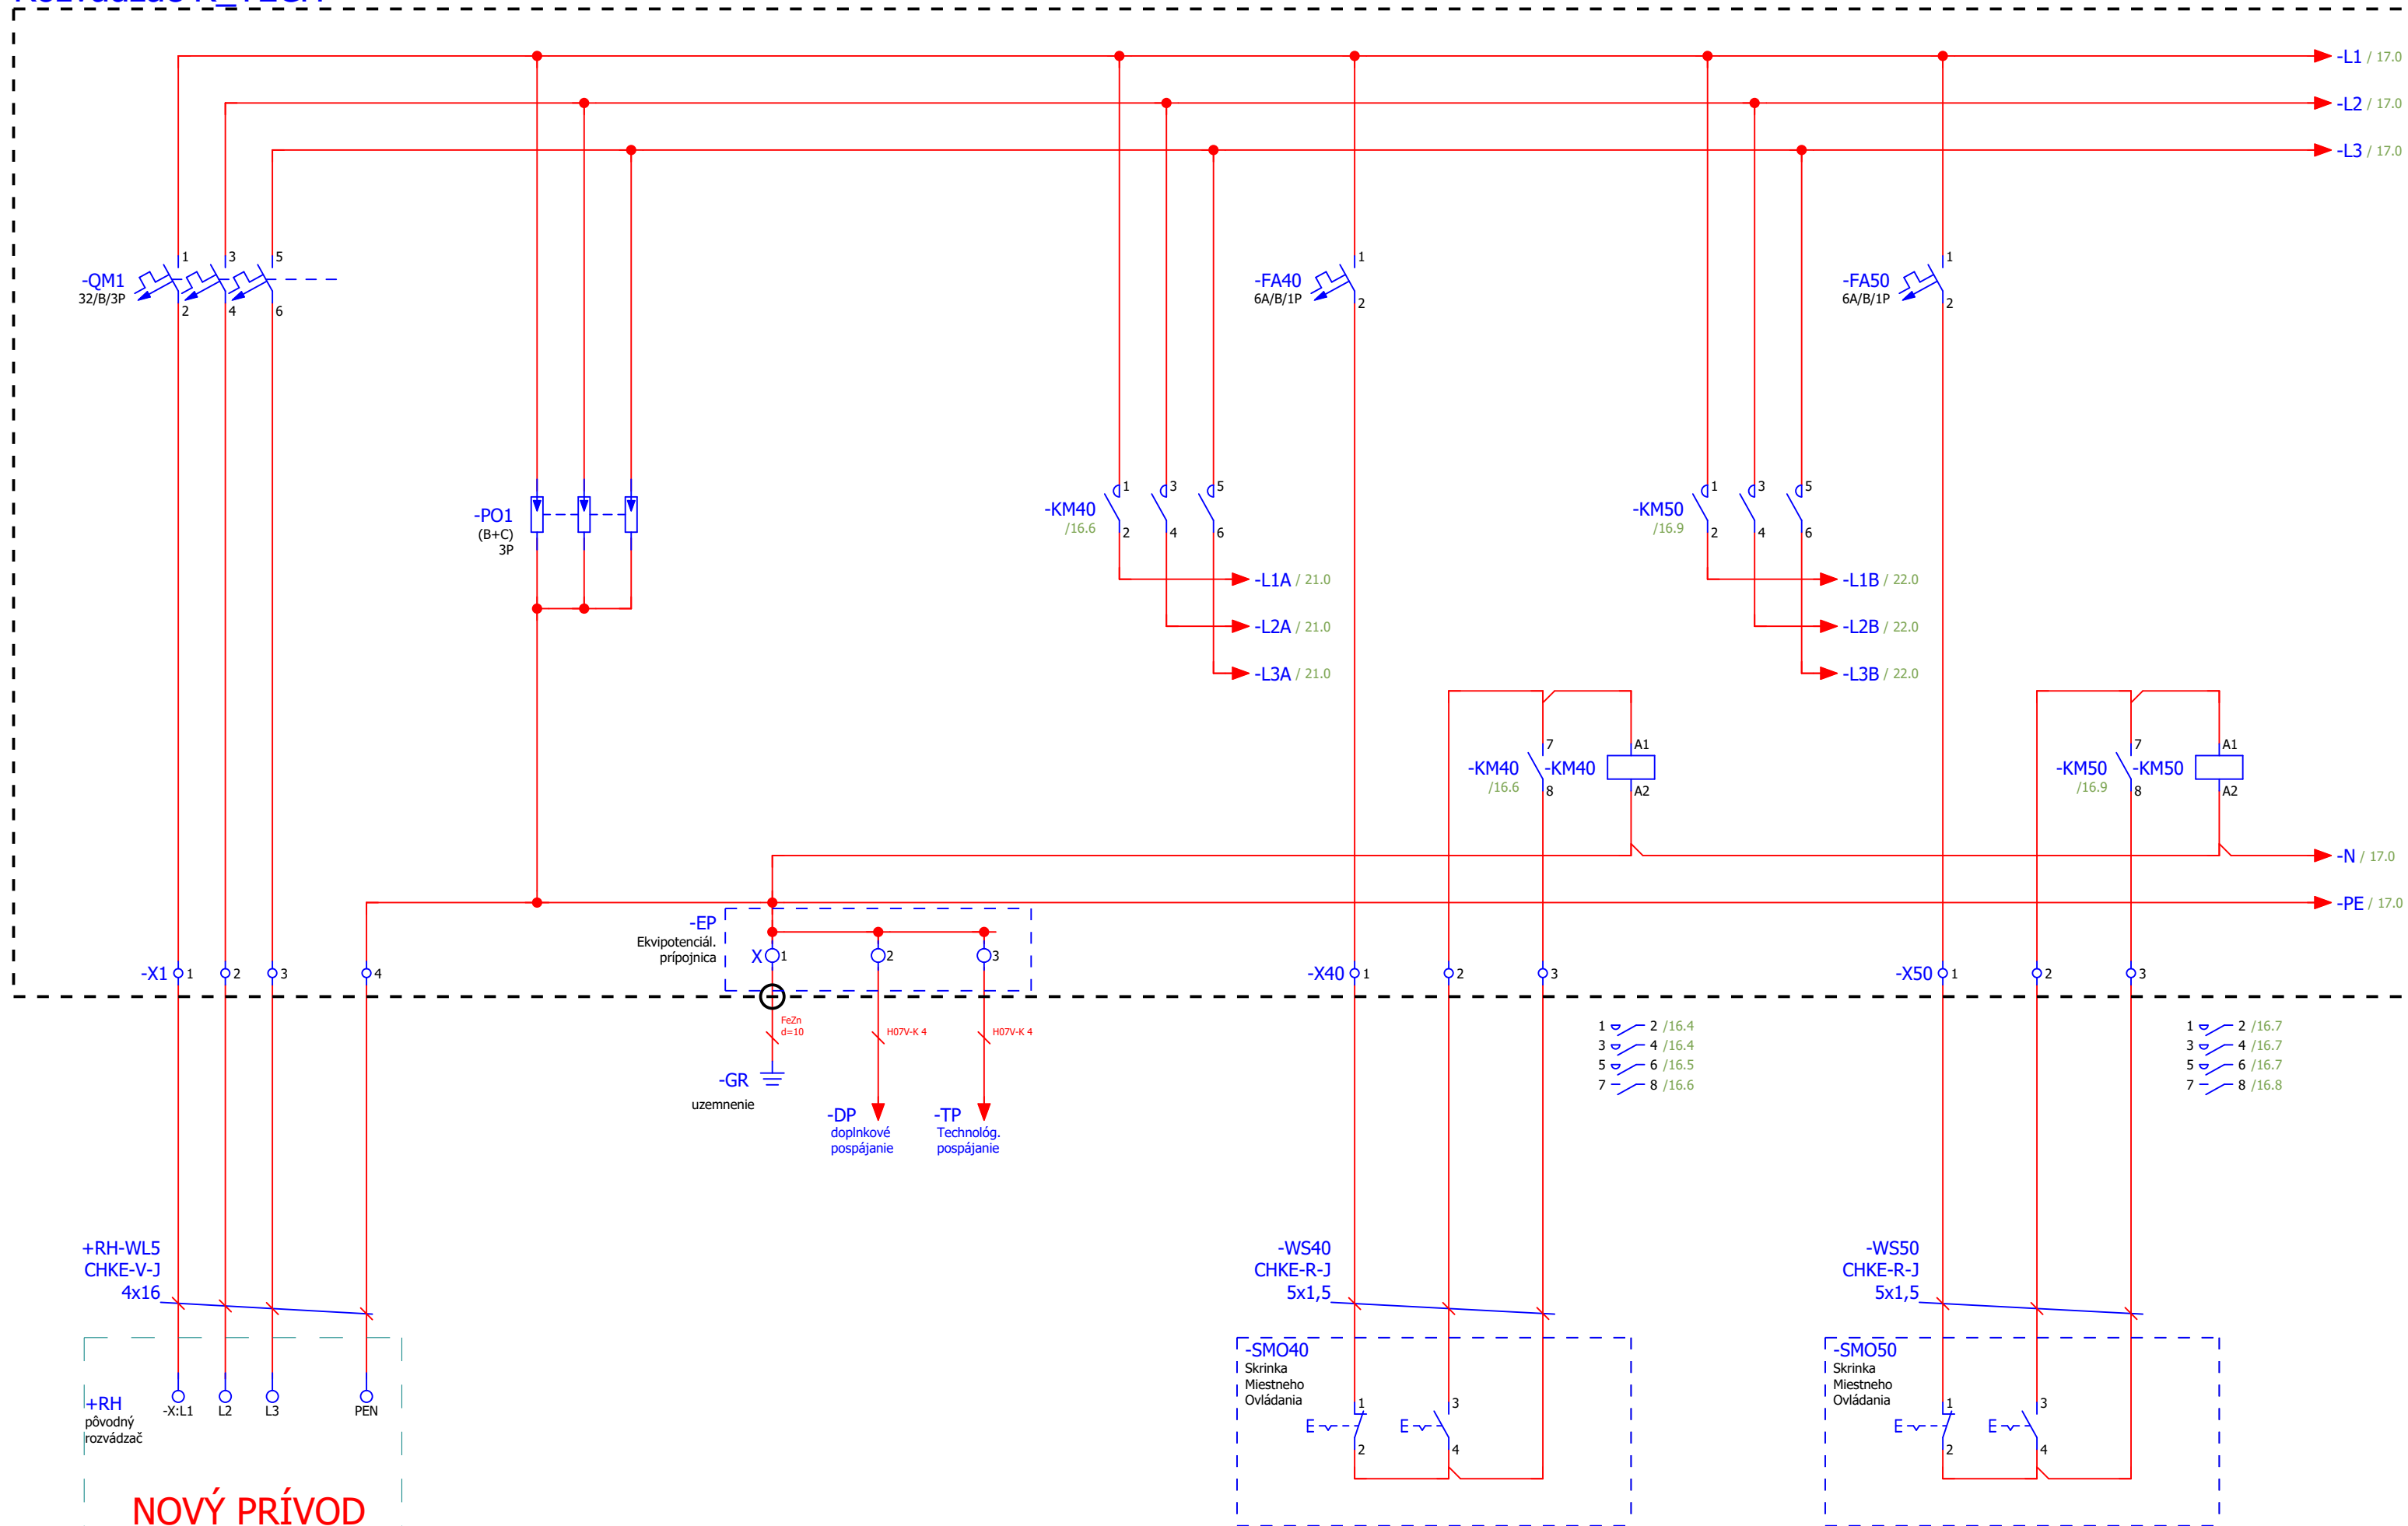 -L1 / 17.0
-L2 / 17.0
-L3 / 17.0
-QM1
32/B/3P
1
3
5
2
4
6
-FA40
6A/B/1P
1
2
-FA50
6A/B/1P
1
2
-PO1
(B+C)
3P
-KM40
/16.6
1
3
5
2
4
6
-KM50
/16.9
1
3
5
2
4
6
-L1A / 21.0
-L2A / 21.0
-L3A / 21.0
-L1B / 22.0
-L2B / 22.0
-L3B / 22.0
-KM40
/16.6
7
8
-KM40
A1
A2
-KM50
/16.9
7
8
-KM50
A1
A2
-N / 17.0
-PE / 17.0
-EP
Ekvipotenciál.
prípojnica
X
1
2
3
-X1
1
2
3
4
-X40
1
2
3
-X50
1
2
3
FeZn
d=10
H07V-K 4
H07V-K 4
-GR
uzemnenie
-DP
doplnkové
pospájanie
-TP
Technológ.
pospájanie
1 2 /16.4
3 4 /16.4
5 6 /16.5
7 8 /16.6
1 2 /16.7
3 4 /16.7
5 6 /16.7
7 8 /16.8
+RH-WL5
CHKE-V-J
4x16
-WS40
CHKE-R-J
5x1,5
-WS50
CHKE-R-J
5x1,5
+RH
pôvodný
rozvádzač
-X:L1
L2
L3
PEN
NOVÝ PRÍVOD
-SMO40
Skrinka
Miestneho
Ovládania
1
2
3
4
-SMO50
Skrinka
Miestneho
Ovládania
1
2
3
4